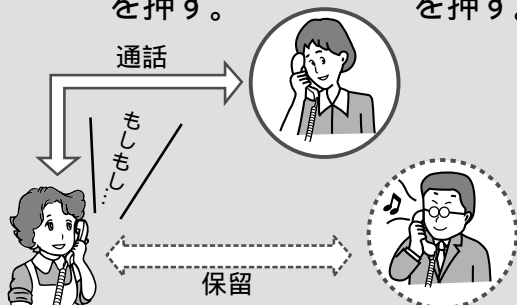 を押す。
を押す。
通話
もしもし…
保留